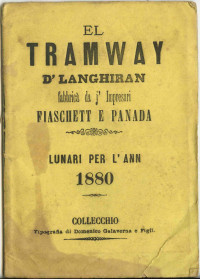 EL
TRAMWAY
D'LANGHIRAN
fabbricà da j' Impresari
FIASCHETT E PANADA
LUNARI PER L'ANN
1880
COLLECCHIO
Tipografia di Domenico Galaverna e Figli.